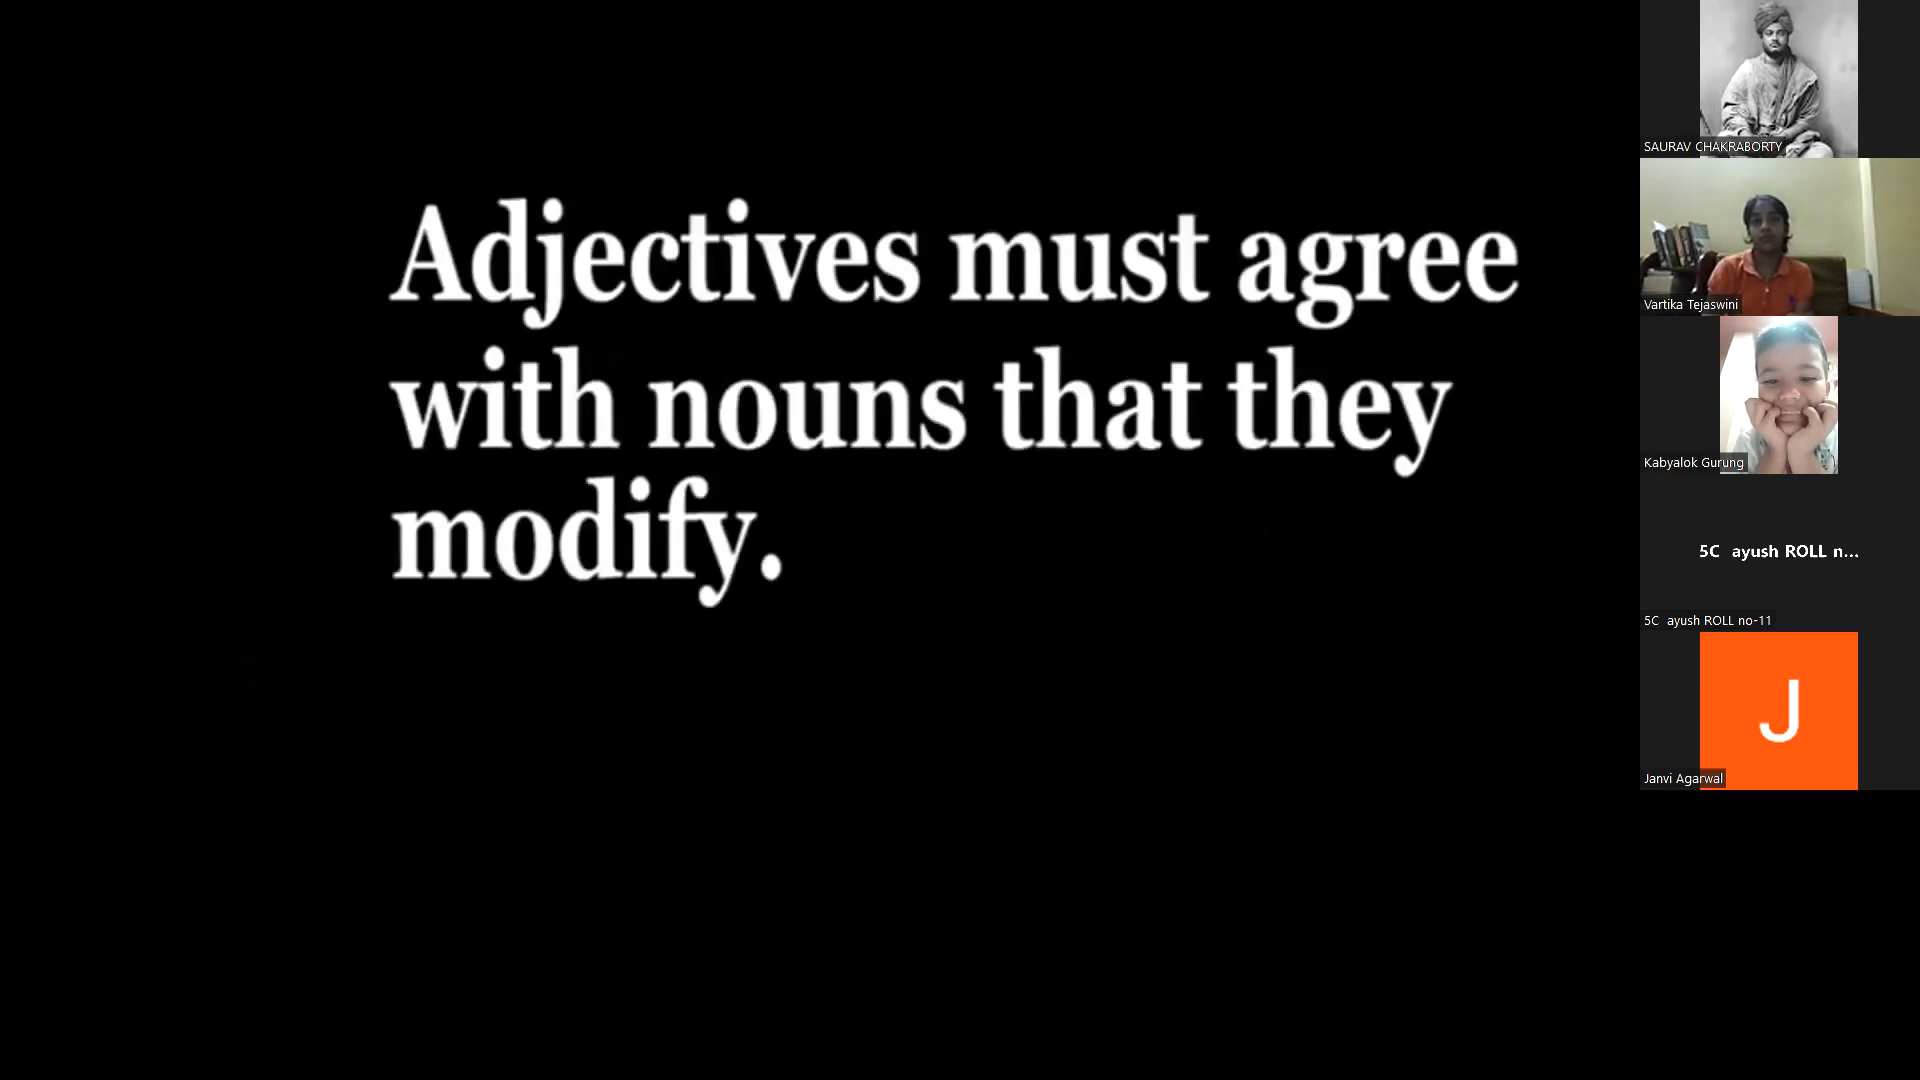 Adjectives must agree
with nouns that they
modify.
SAURAV CHAKRABORTY
Vartika Tejaswini
Kabyalok Gurung
5C ayush ROLL n...
5C ayush ROLL no-11
J
Janvi Agarwal